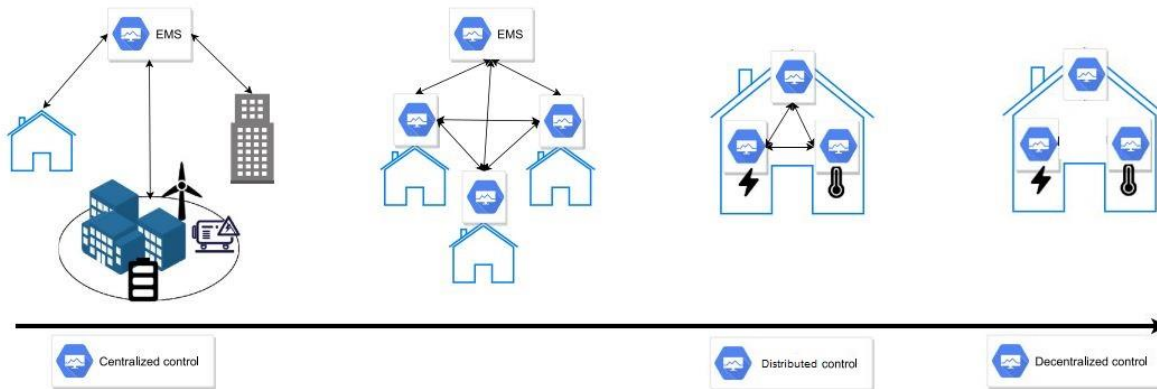 EMS
EMS
Centralized control
Distributed control
Decentralized control